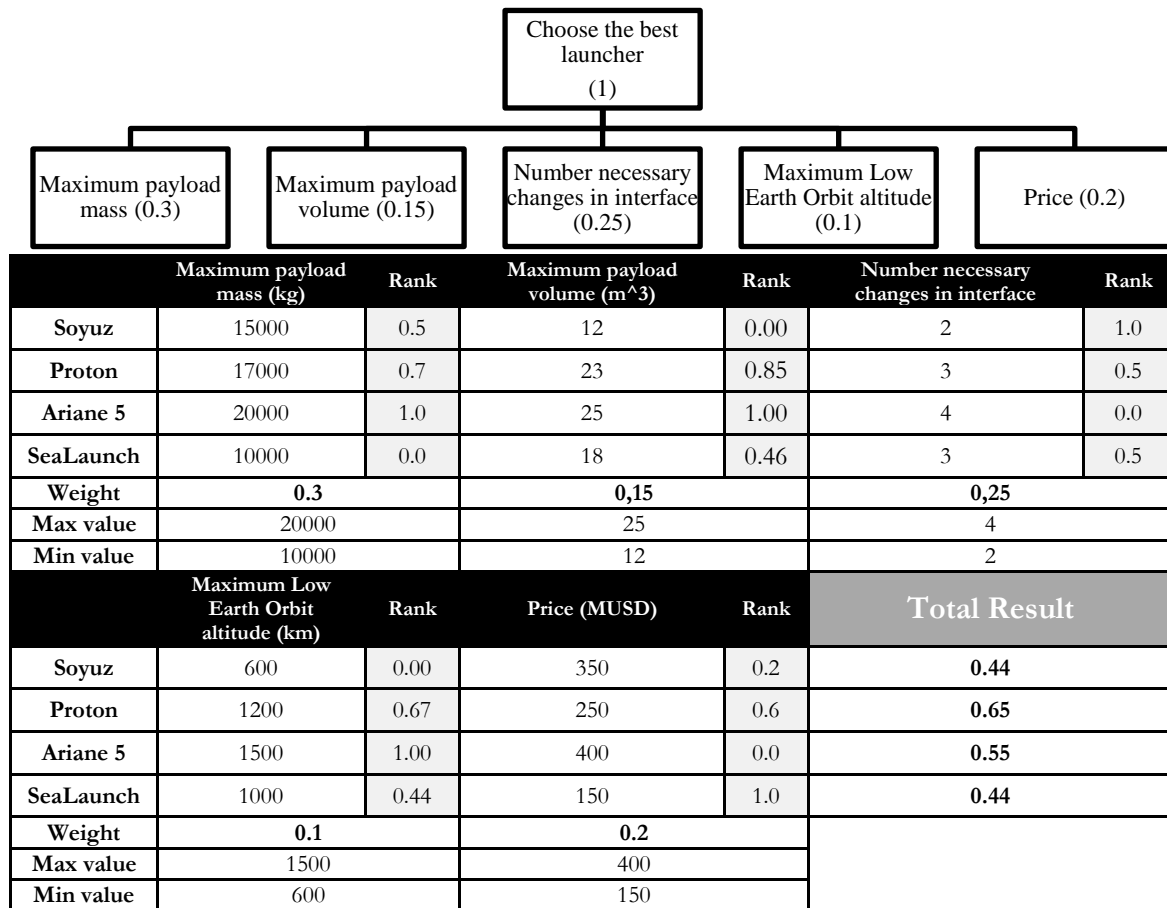 Choose the best
launcher
(1)
Maximum payload
mass (0.3)
Maximum payload
volume (0.15)
Number necessary
changes in interface
(0.25)
Maximum Low
Earth Orbit altitude
(0.1)
Price (0.2)
Maximum payload
mass (kg)
Rank
Maximum payload
volume (m^3)
Rank
Number necessary
changes in interface
Rank
Soyuz 15000 0.5 12 0.00 2 1.0
Proton 17000 0.7 23 0.85 3 0.5
Ariane 5 20000 1.0 25 1.00 4 0.0
SeaLaunch 10000 0.0 18 0.46 3 0.5
Weight 0.3 0,15 0,25
Max value 20000 25 4
Min value 10000 12 2
Maximum Low
Earth Orbit
altitude (km)
Rank
Price (MUSD)
Rank
Total Result
Soyuz 600 0.00 350 0.2 0.44
Proton 1200 0.67 250 0.6 0.65
Ariane 5 1500 1.00 400 0.0 0.55
SeaLaunch 1000 0.44 150 1.0 0.44
Weight 0.1 0.2
Max value 1500 400
Min value 600 150